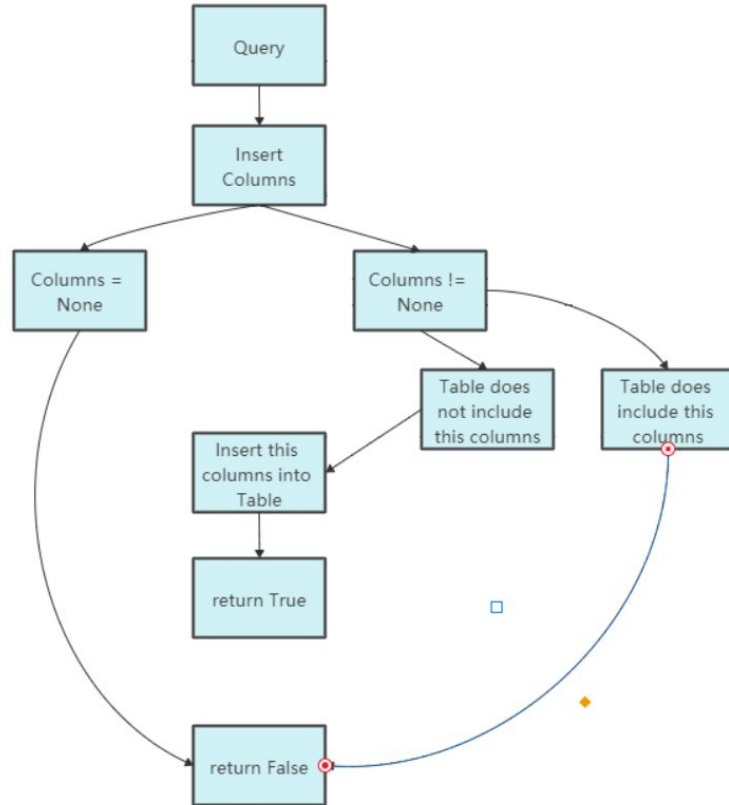 Query
Insert
Columns
Columns =
None
Columns !=
None
Table does
not include
this columns
Table does
include this
columns
Insert this
columns into
Table
return True
return False